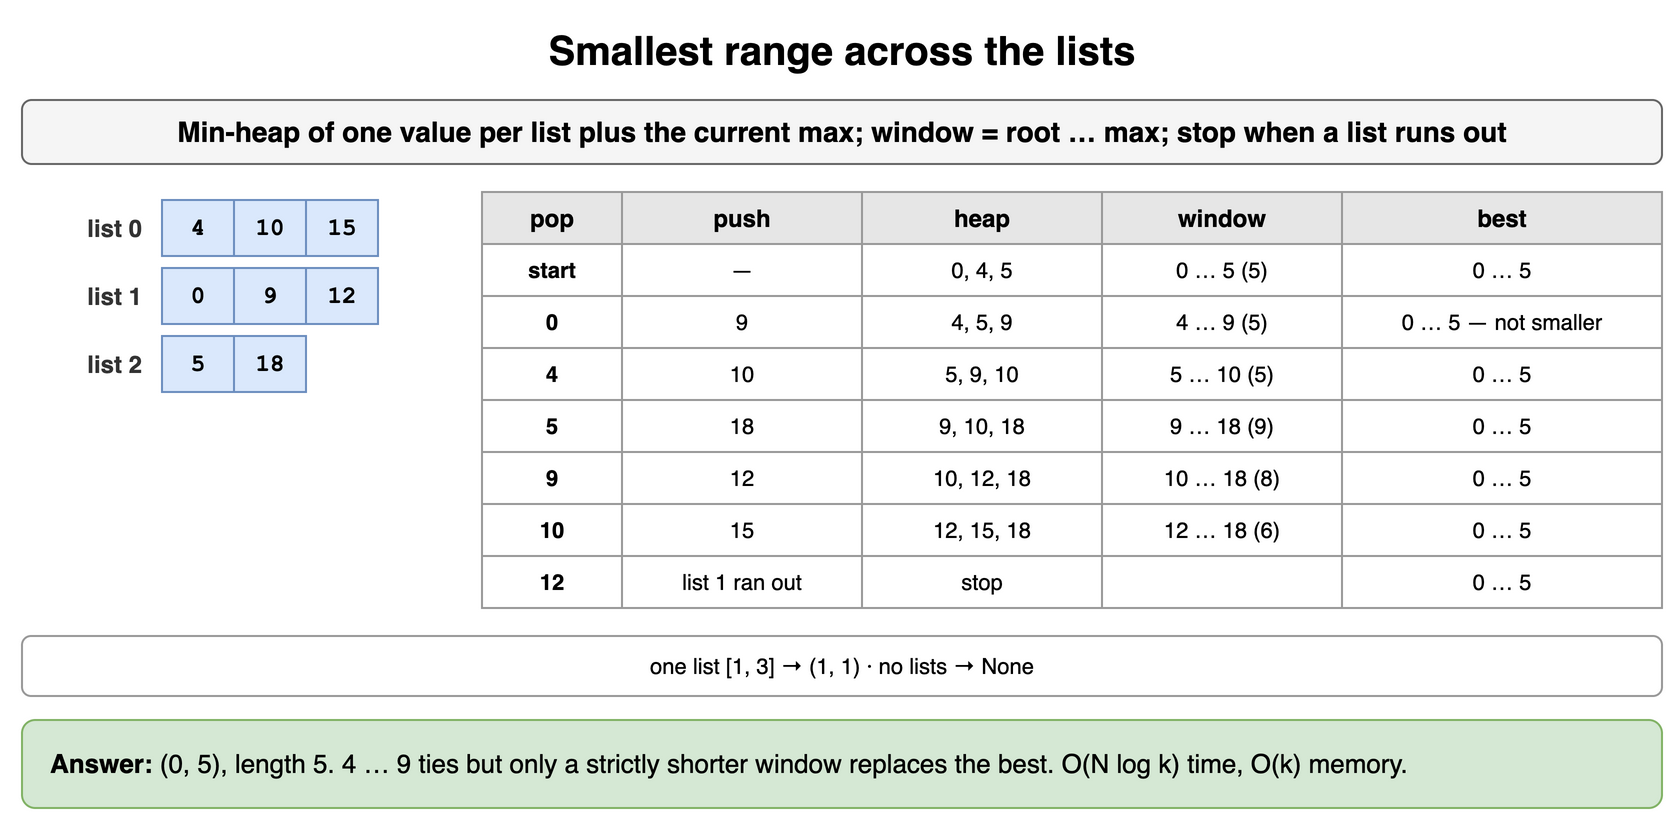 Smallest range across the lists
Min-heap of one value per list plus the current max; window = root … max; stop when a list runs out
list 0 4 10 15
list 1 0 9 12
list 2 5 18
pop push heap window best
start — 0, 4, 5 0 … 5 (5) 0 … 5
0 9 4, 5, 9 4 … 9 (5) 0 … 5 — not smaller
4 10 5, 9, 10 5 … 10 (5) 0 … 5
5 18 9, 10, 18 9 … 18 (9) 0 … 5
9 12 10, 12, 18 10 … 18 (8) 0 … 5
10 15 12, 15, 18 12 … 18 (6) 0 … 5
12 list 1 ran out stop 0 … 5
one list [1, 3] → (1, 1) · no lists → None
Answer: (0, 5), length 5. 4 … 9 ties but only a strictly shorter window replaces the best. O(N log k) time, O(k) memory.